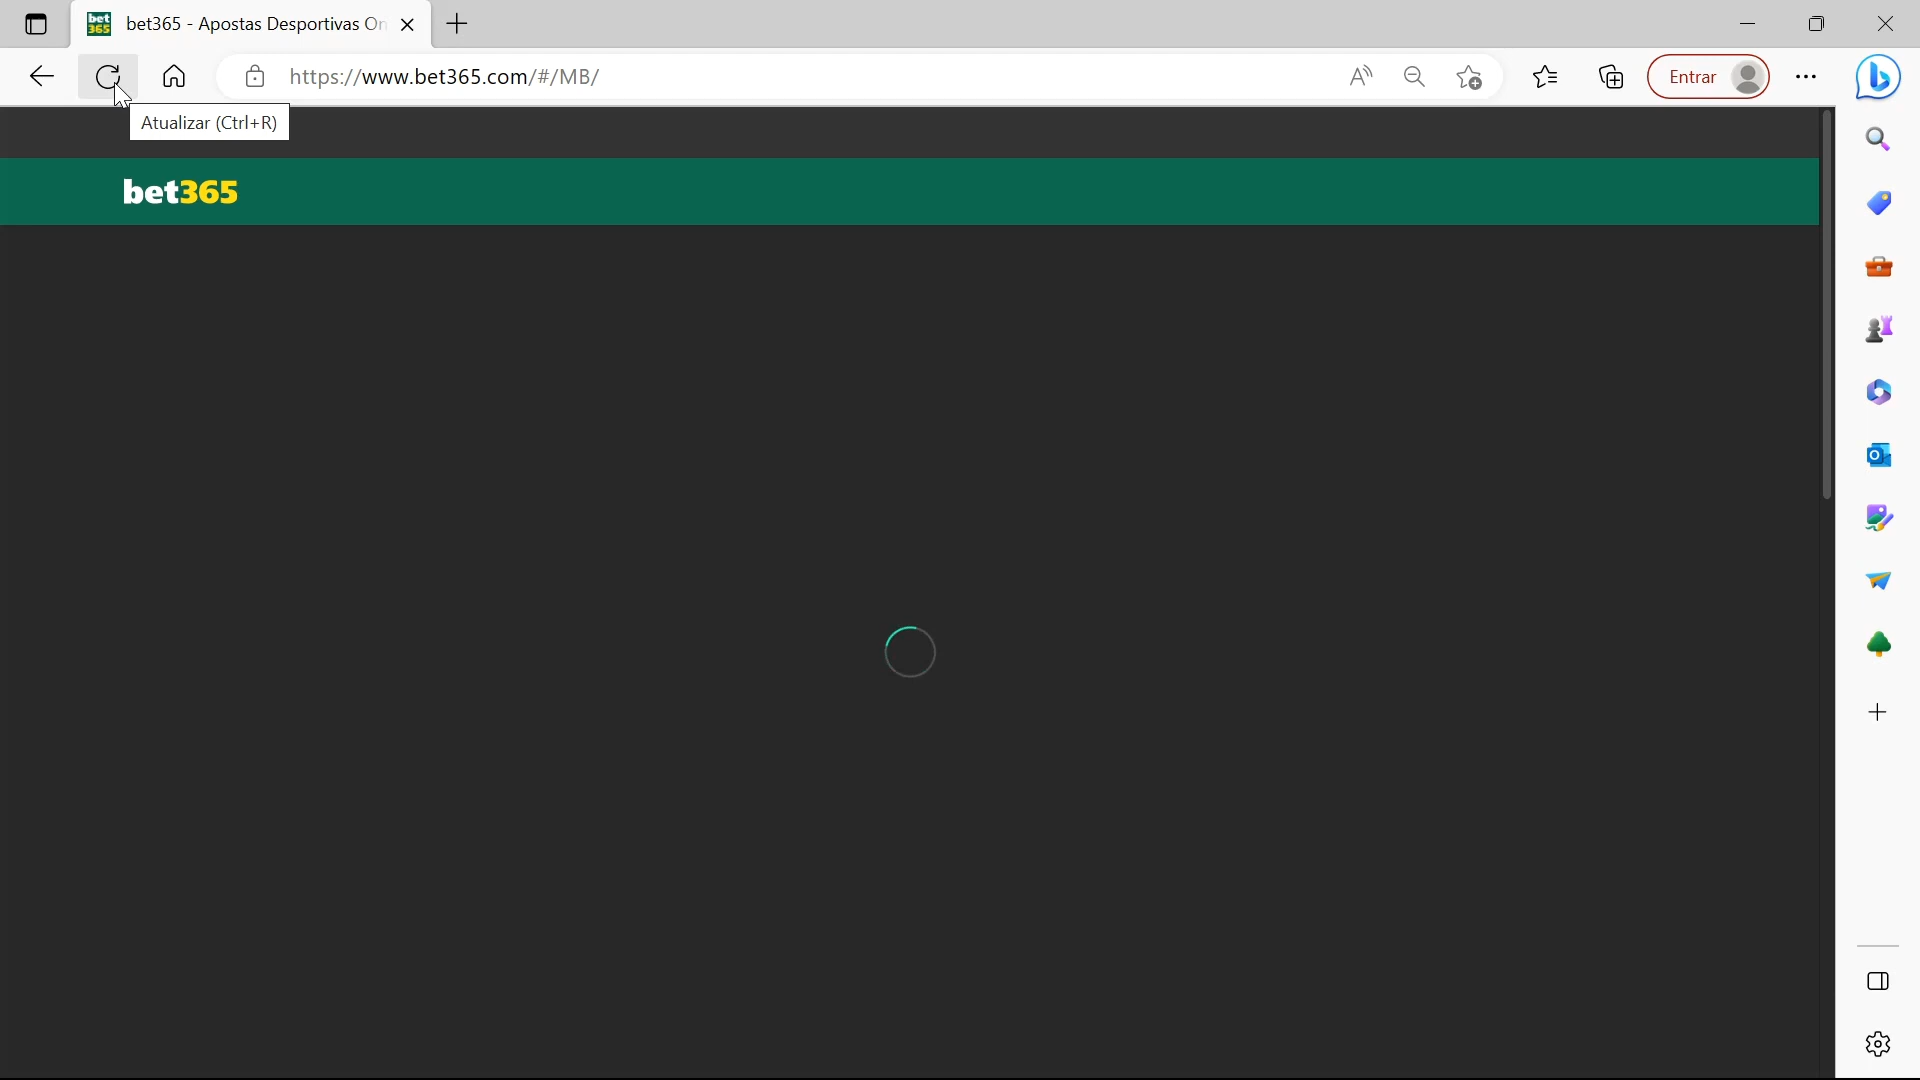 bet365 - Apostas Desportivas On
https://www.bet365.com/#/MB/
Entrar
Atualizar (Ctrl+R)
bet365